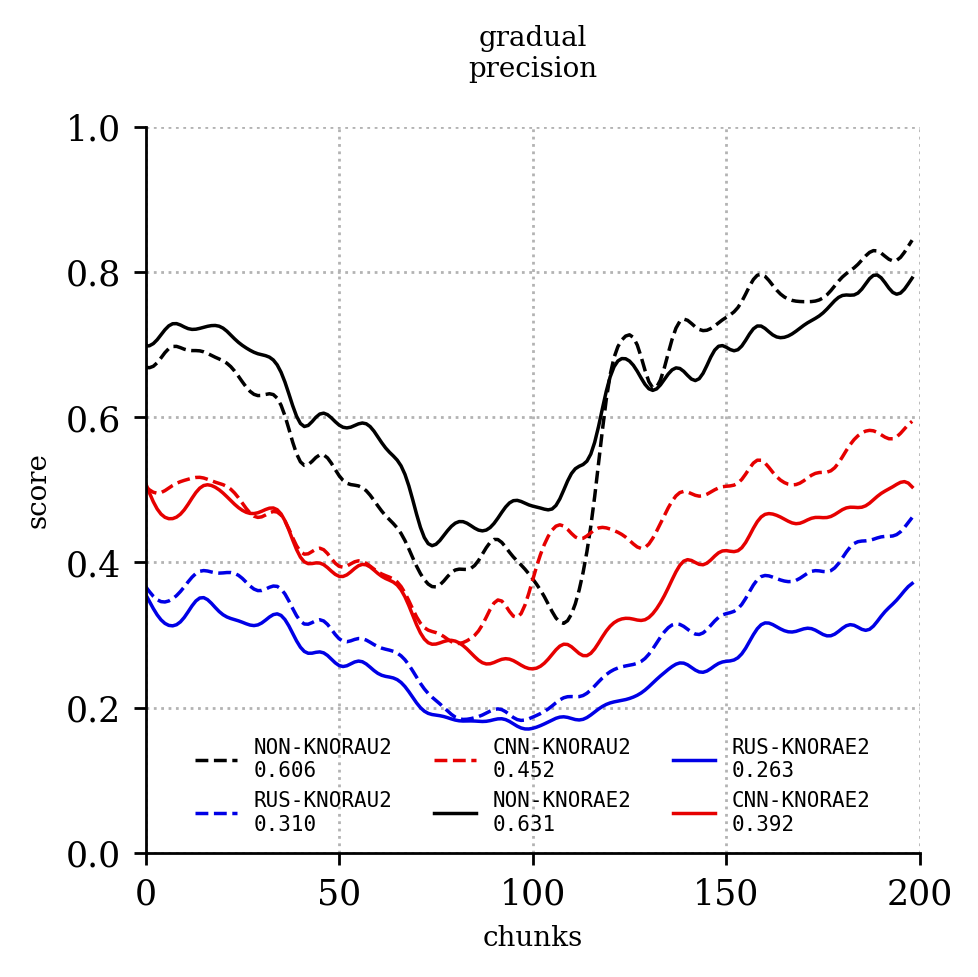 gradual
precision
1.0
0.8
0.6
0.4
0.2
0.0
score
NON-KNORAU2
0.606
RUS-KNORAU2
0.310
CNN-KNORAU2
0.452
NON-KNORAE2
0.631
RUS-KNORAE2
0.263
CNN-KNORAE2
0.392
0
50
100
150
200
chunks